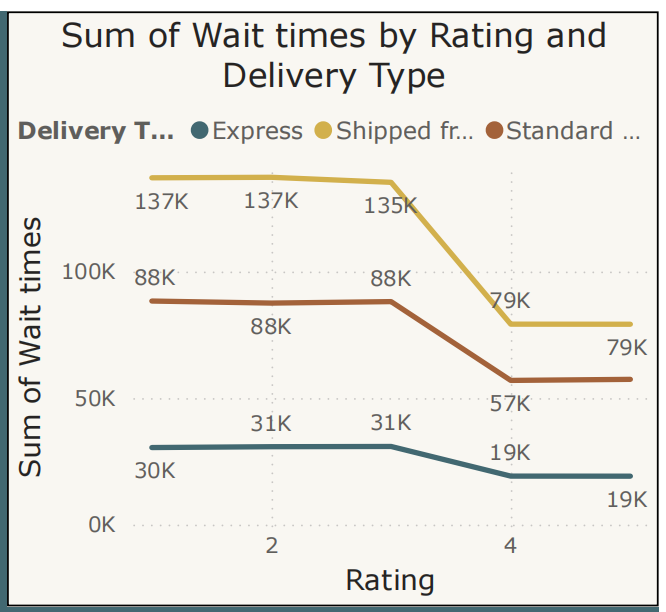 Sum of Wait times by Rating and
Delivery Type
Delivery T... Express Shipped fr... Standard ...
137K 137K 135K
100K 88K 88K 79K
88K 79K
50K 57K
31K 31K 19K
30K 19K
0K
2 4
Sum of Wait times
Rating